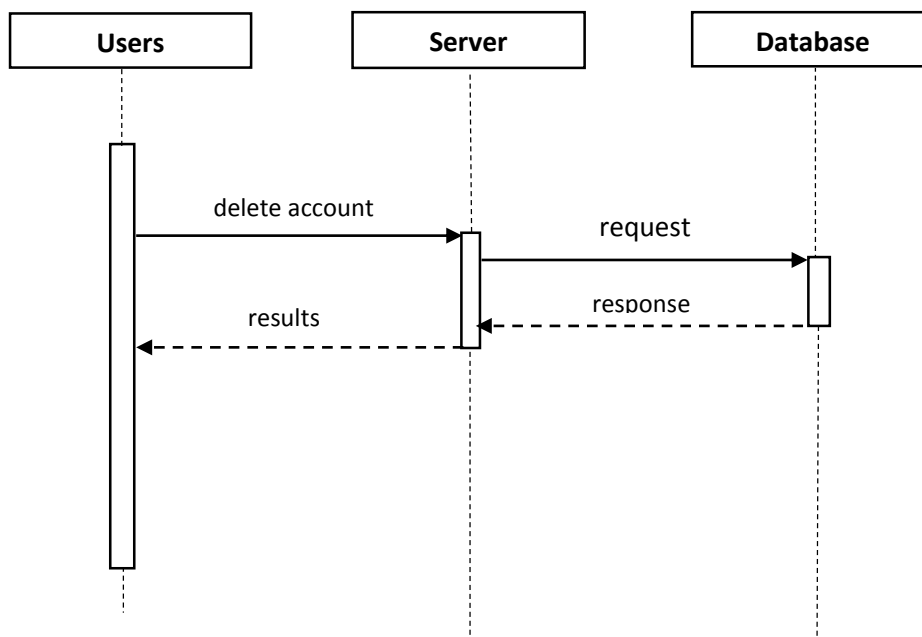 Users
Server
Database
delete account
request
response
results